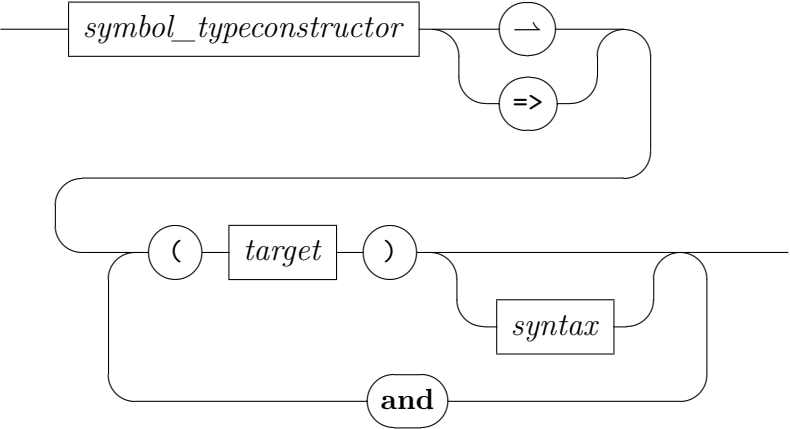 symbol_typeconstructor ⇀
=>
( target )
syntax
and